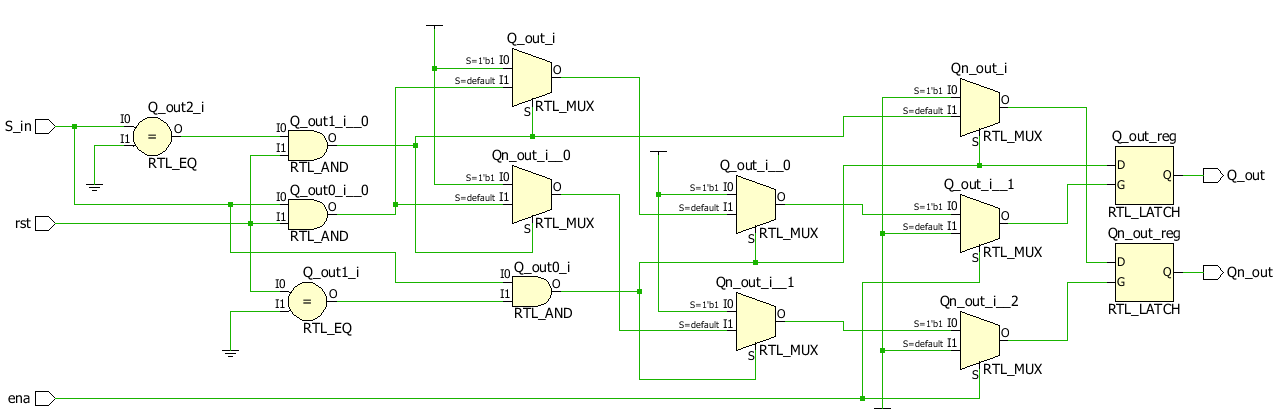 Q_out_i
S=1'b1 I0
S=default I1
O
S
RTL_MUX
Qn_out_i
S=1'b1 I0
S=default I1
O
S
RTL_MUX
Q_out2_i
S_in
I0
I1
=
O
RTL_EQ
Q_out1_i__0
I0
I1
O
RTL_AND
Q_out_reg
D
G
Q
Q_out
RTL_LATCH
Qn_out_i__0
S=1'b1 I0
S=default I1
O
S
RTL_MUX
Q_out_i__0
S=1'b1 I0
S=default I1
O
S
RTL_MUX
Q_out_i__1
S=1'b1 I0
S=default I1
O
S
RTL_MUX
Q_out0_i__0
rst
I0
I1
O
RTL_AND
Qn_out_reg
D
G
Q
Qn_out
RTL_LATCH
Q_out1_i
I0
I1
=
O
RTL_EQ
Q_out0_i
I0
I1
O
RTL_AND
Qn_out_i__1
S=1'b1 I0
S=default I1
O
S
RTL_MUX
Qn_out_i__2
S=1'b1 I0
S=default I1
O
S
RTL_MUX
ena